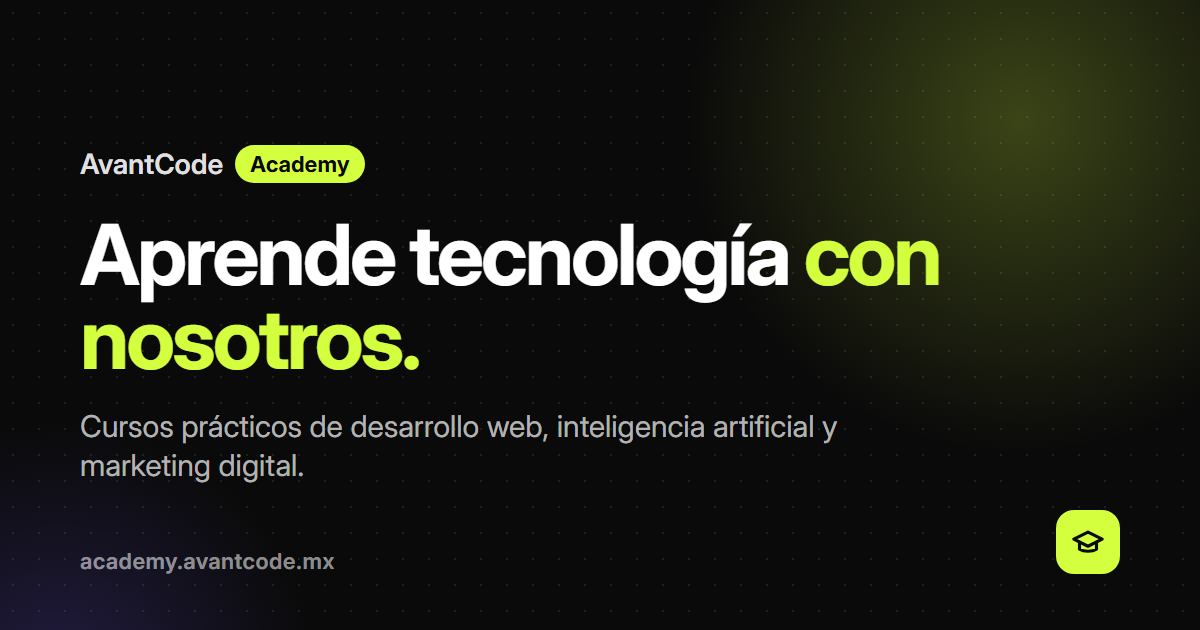 AvantCode Academy
Aprende tecnología con
nosotros.
Cursos prácticos de desarrollo web, inteligencia artificial y
marketing digital.
academy.avantcode.mx